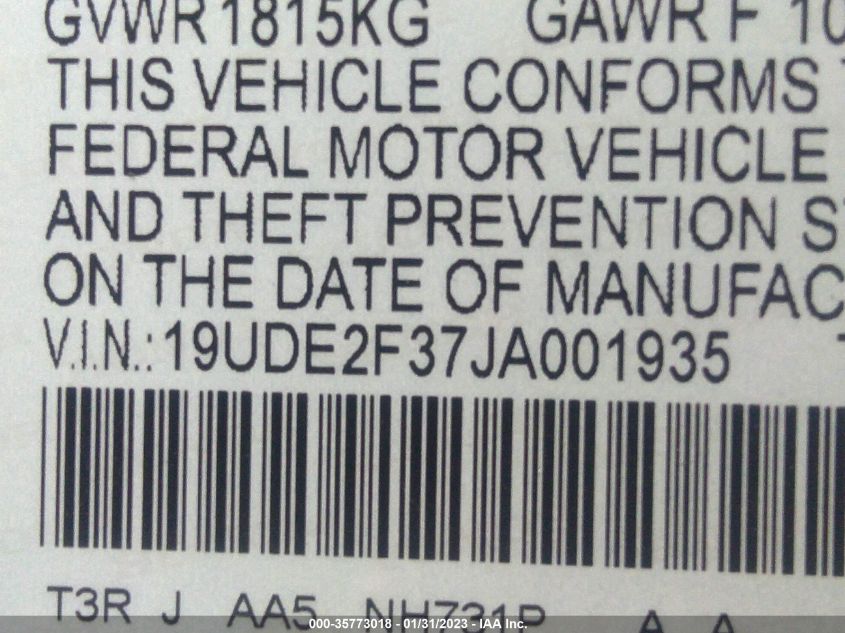 GVWR 1815KG GAWR F 10
THIS VEHICLE CONFORMS
FEDERAL MOTOR VEHICLE
AND THEFT PREVENTION S
ON THE DATE OF MANUFAC
V.I.N.: 19UDE2F37JA001935
T3R J AA5 NH731P A A
000-35773018 - 01/31/2023 - IAA Inc.